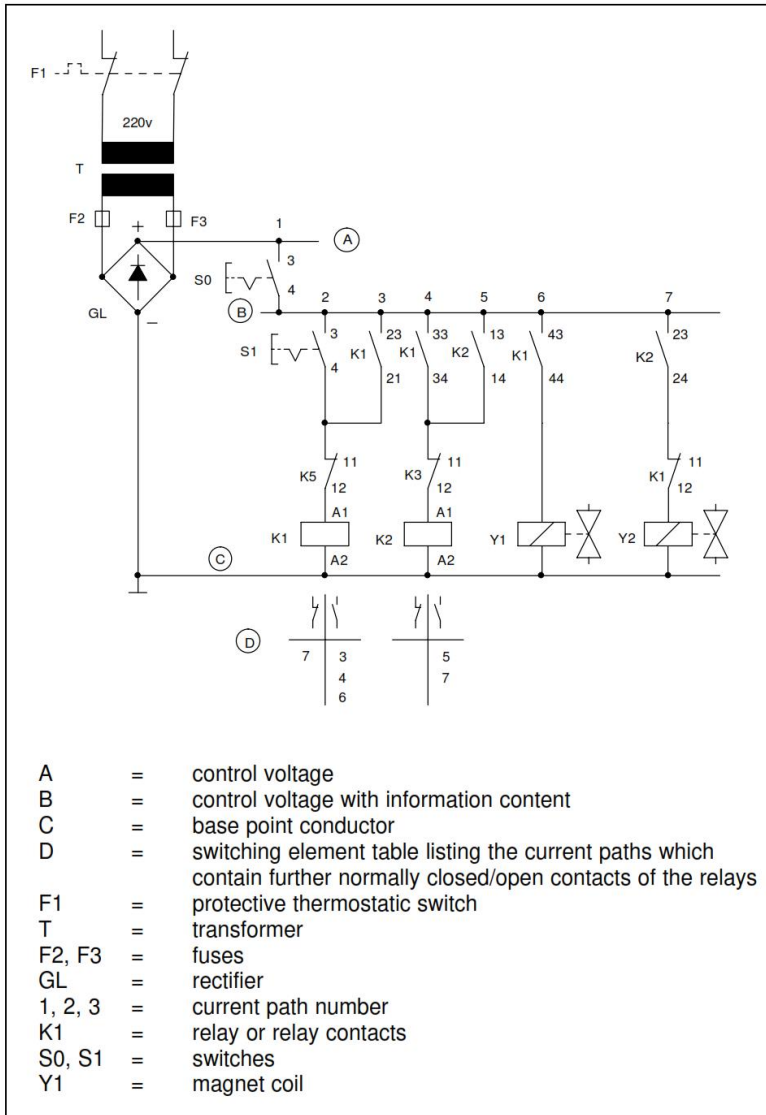 F1
220v
T
F2
F3
+
1
A
3
S0
4
GL
–
B
2 3 4 5 6 7
3 23 33 13 43 23
S1 K1 K1 K2 K1 K2
4 21 34 14 44 24
K5 11 K3 11 K1 11
12 12 12
A1 A1
K1 K2 Y1 Y2
C
A2 A2
D
7 3 5
4 7
6
A = control voltage
B = control voltage with information content
C = base point conductor
D = switching element table listing the current paths which
contain further normally closed/open contacts of the relays
F1 = protective thermostatic switch
T = transformer
F2, F3 = fuses
GL = rectifier
1, 2, 3 = current path number
K1 = relay or relay contacts
S0, S1 = switches
Y1 = magnet coil